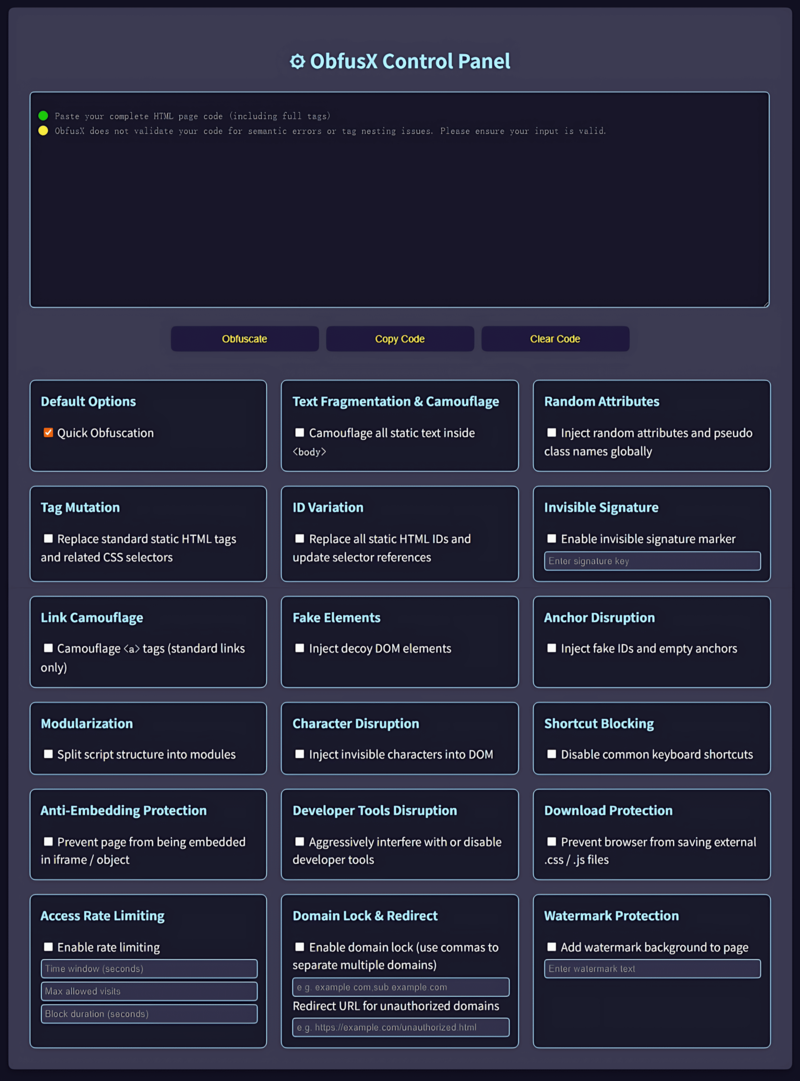 ⚙ ObfusX Control Panel
Paste your complete HTML page code (including full tags)
ObfusX does not validate your code for semantic errors or tag nesting issues. Please ensure your input is valid.
Obfuscate
Copy Code
Clear Code
Default Options
Quick Obfuscation
Text Fragmentation & Camouflage
Camouflage all static text inside
<body>
Random Attributes
Inject random attributes and pseudo
class names globally
Tag Mutation
Replace standard static HTML tags
and related CSS selectors
ID Variation
Replace all static HTML IDs and
update selector references
Invisible Signature
Enable invisible signature marker
Enter signature key
Link Camouflage
Camouflage <a> tags (standard links
only)
Fake Elements
Inject decoy DOM elements
Anchor Disruption
Inject fake IDs and empty anchors
Modularization
Split script structure into modules
Character Disruption
Inject invisible characters into DOM
Shortcut Blocking
Disable common keyboard shortcuts
Anti-Embedding Protection
Prevent page from being embedded
in iframe / object
Developer Tools Disruption
Aggressively interfere with or disable
developer tools
Download Protection
Prevent browser from saving external
.css / .js files
Access Rate Limiting
Enable rate limiting
Time window (seconds)
Max allowed visits
Block duration (seconds)
Domain Lock & Redirect
Enable domain lock (use commas to
separate multiple domains)
e.g. example.com,sub.example.com
Redirect URL for unauthorized domains
e.g. https://example.com/unauthorized.html
Watermark Protection
Add watermark background to page
Enter watermark text